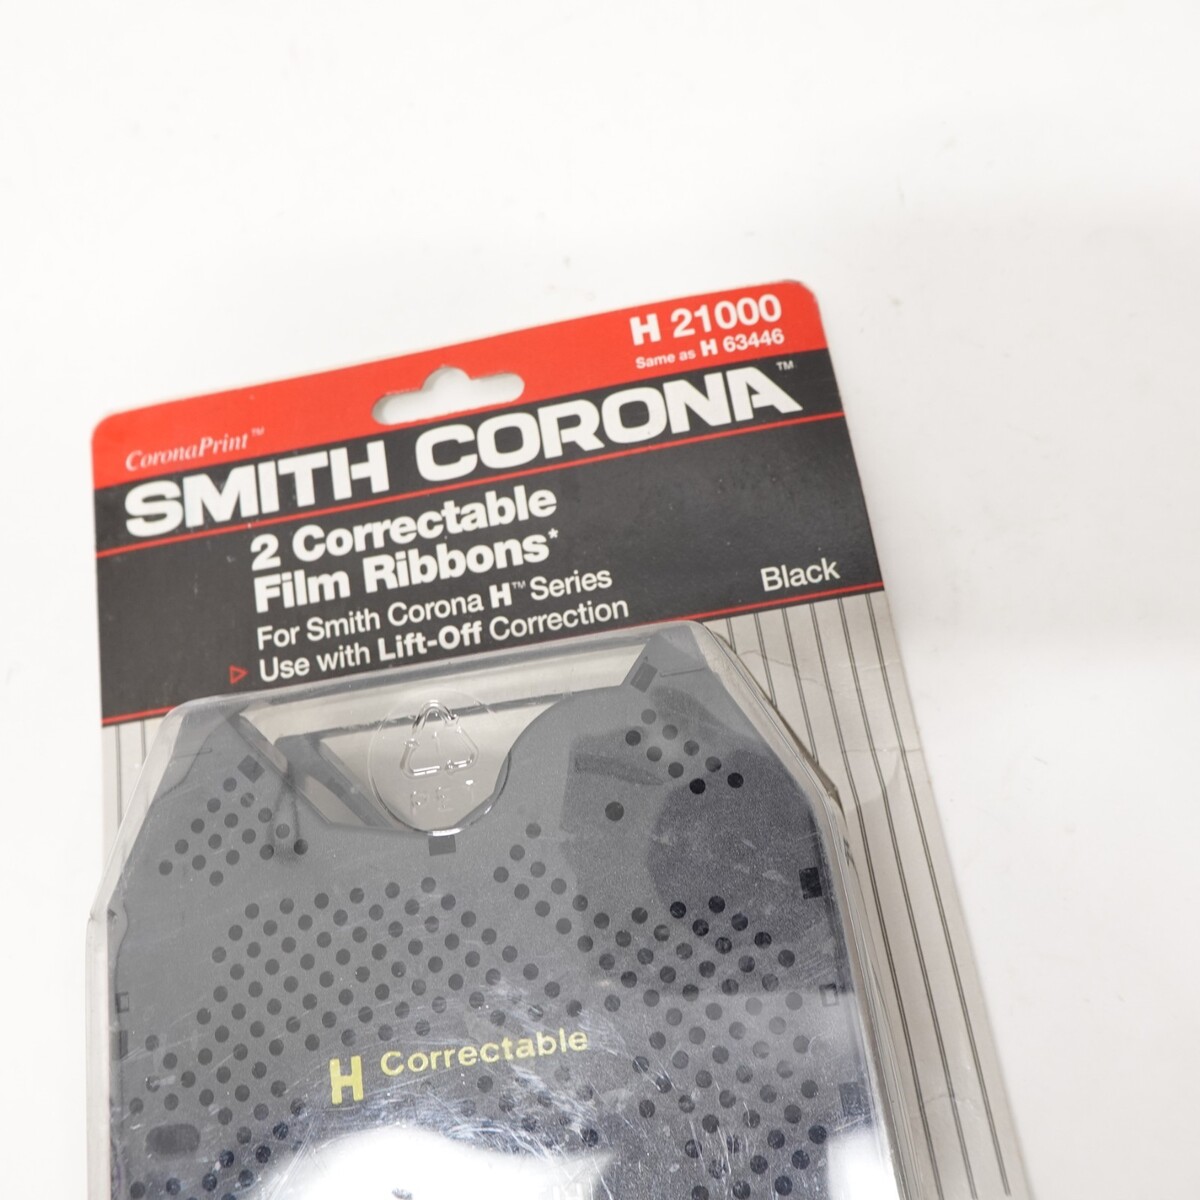 H 21000
Same as H 63446
CoronaPrint™
SMITH CORONA™
2 Correctable
Film Ribbons*
For Smith Corona H™ Series
▷ Use with Lift-Off Correction
Black
1
PET
H Correctable